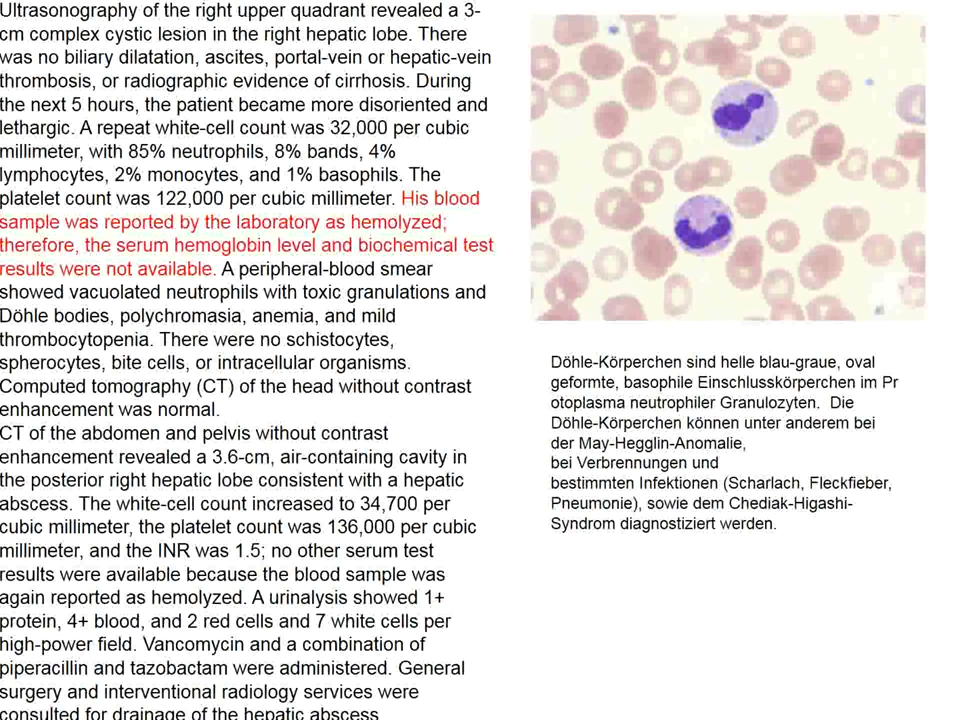 Ultrasonography of the right upper quadrant revealed a 3-
cm complex cystic lesion in the right hepatic lobe. There
was no biliary dilatation, ascites, portal-vein or hepatic-vein
thrombosis, or radiographic evidence of cirrhosis. During
the next 5 hours, the patient became more disoriented and
lethargic. A repeat white-cell count was 32,000 per cubic
millimeter, with 85% neutrophils, 8% bands, 4%
lymphocytes, 2% monocytes, and 1% basophils. The
platelet count was 122,000 per cubic millimeter. His blood
sample was reported by the laboratory as hemolyzed;
therefore, the serum hemoglobin level and biochemical test
results were not available. A peripheral-blood smear
showed vacuolated neutrophils with toxic granulations and
Döhle bodies, polychromasia, anemia, and mild
thrombocytopenia. There were no schistocytes,
spherocytes, bite cells, or intracellular organisms.
Computed tomography (CT) of the head without contrast
enhancement was normal.
CT of the abdomen and pelvis without contrast
enhancement revealed a 3.6-cm, air-containing cavity in
the posterior right hepatic lobe consistent with a hepatic
abscess. The white-cell count increased to 34,700 per
cubic millimeter, the platelet count was 136,000 per cubic
millimeter, and the INR was 1.5; no other serum test
results were available because the blood sample was
again reported as hemolyzed. A urinalysis showed 1+
protein, 4+ blood, and 2 red cells and 7 white cells per
high-power field. Vancomycin and a combination of
piperacillin and tazobactam were administered. General
surgery and interventional radiology services were
consulted for drainage of the hepatic abscess
Döhle-Körperchen sind helle blau-graue, oval
geformte, basophile Einschlusskörperchen im Pr
otoplasma neutrophiler Granulozyten. Die
Döhle-Körperchen können unter anderem bei
der May-Hegglin-Anomalie,
bei Verbrennungen und
bestimmten Infektionen (Scharlach, Fleckfieber,
Pneumonie), sowie dem Chediak-Higashi-
Syndrom diagnostiziert werden.